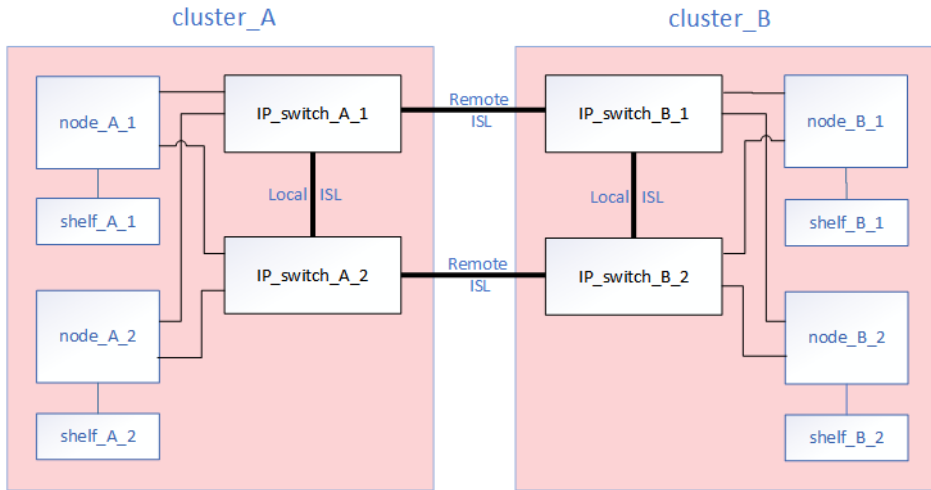 cluster_A
cluster_B
node_A_1
IP_switch_A_1
Remote
ISL
IP_switch_B_1
node_B_1
shelf_A_1
Local ISL
Local ISL
shelf_B_1
IP_switch_A_2
Remote
ISL
IP_switch_B_2
node_A_2
node_B_2
shelf_A_2
shelf_B_2